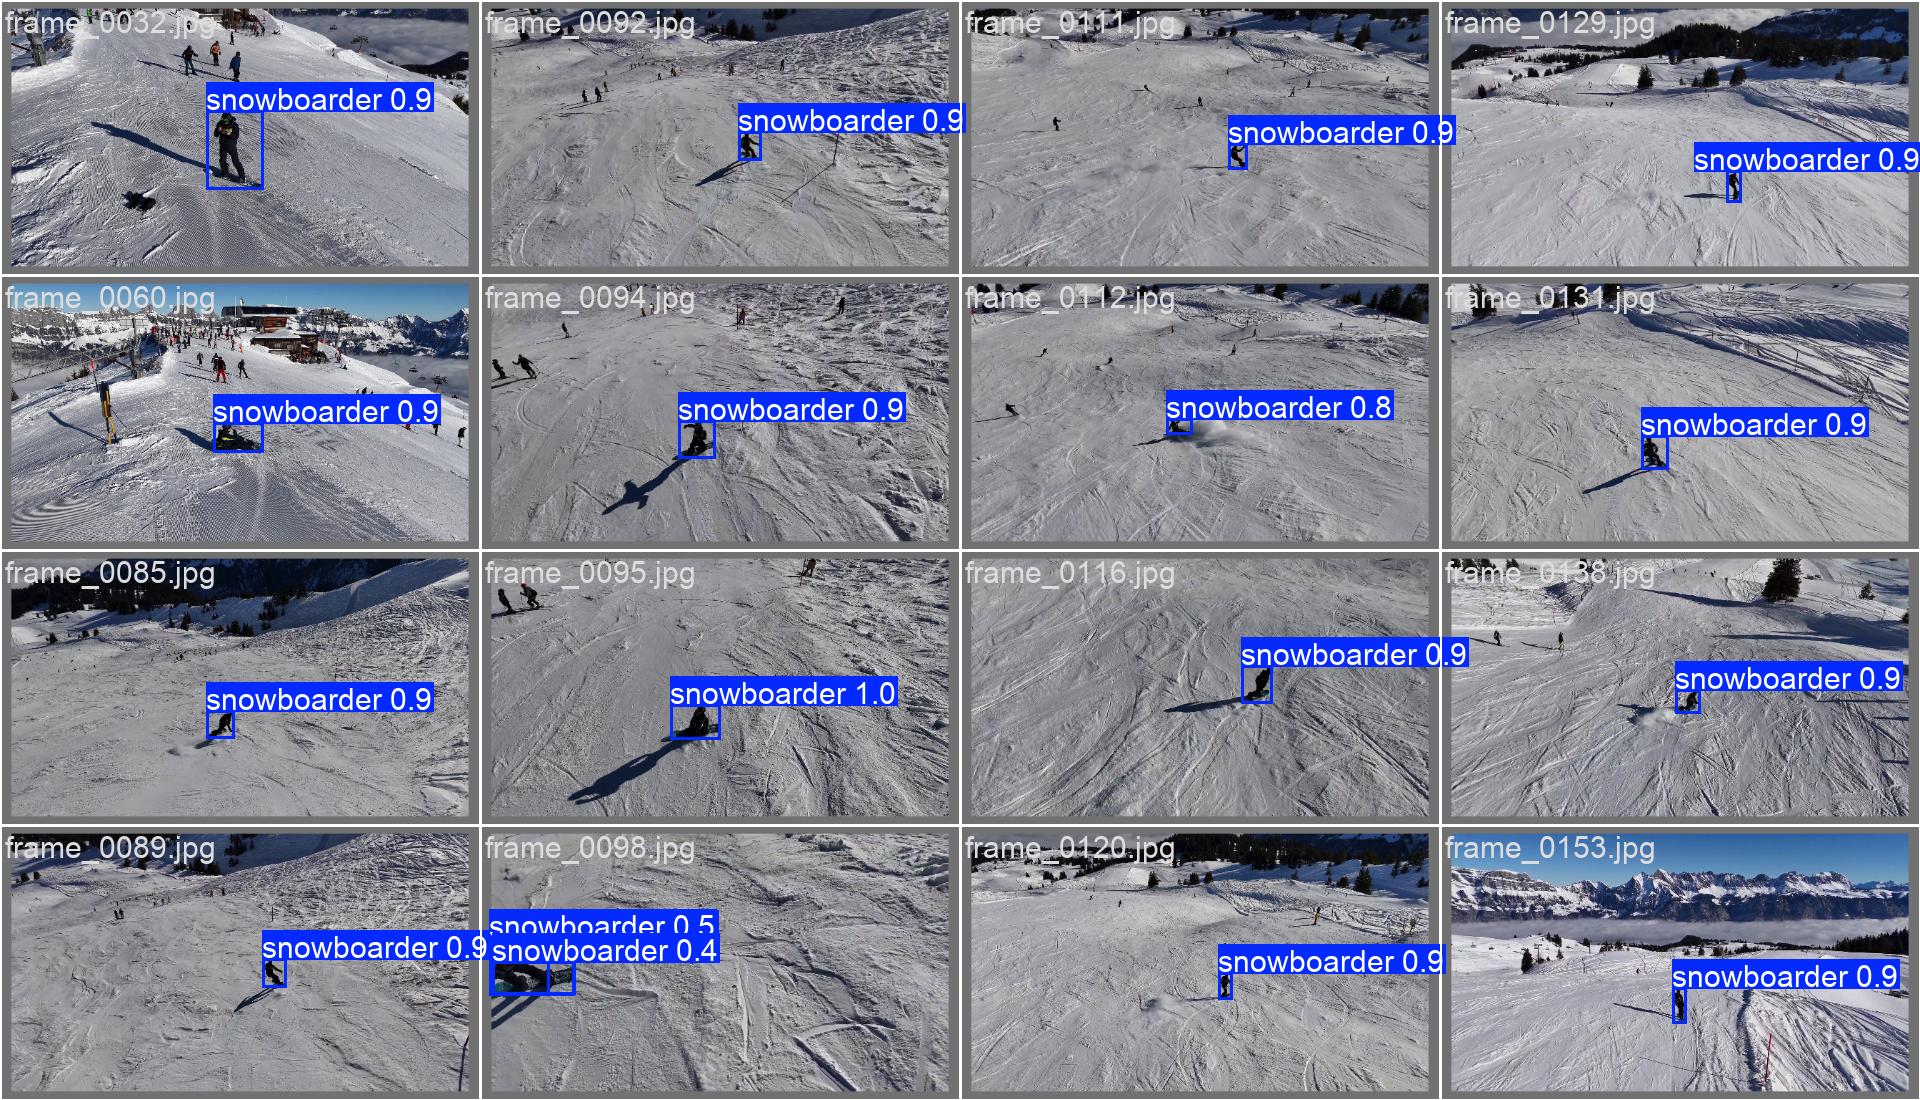 frame_0032.jpg
snowboarder 0.9
frame_0092.jpg
snowboarder 0.9
frame_0111.jpg
snowboarder 0.9
frame_0129.jpg
snowboarder 0.9
frame_0060.jpg
snowboarder 0.9
frame_0094.jpg
snowboarder 0.9
frame_0112.jpg
snowboarder 0.8
frame_0131.jpg
snowboarder 0.9
frame_0085.jpg
snowboarder 0.9
frame_0095.jpg
snowboarder 1.0
frame_0116.jpg
snowboarder 0.9
frame_0138.jpg
snowboarder 0.9
frame_0089.jpg
snowboarder 0.9
frame_0098.jpg
snowboarder 0.5
snowboarder 0.4
frame_0120.jpg
snowboarder 0.9
frame_0153.jpg
snowboarder 0.9